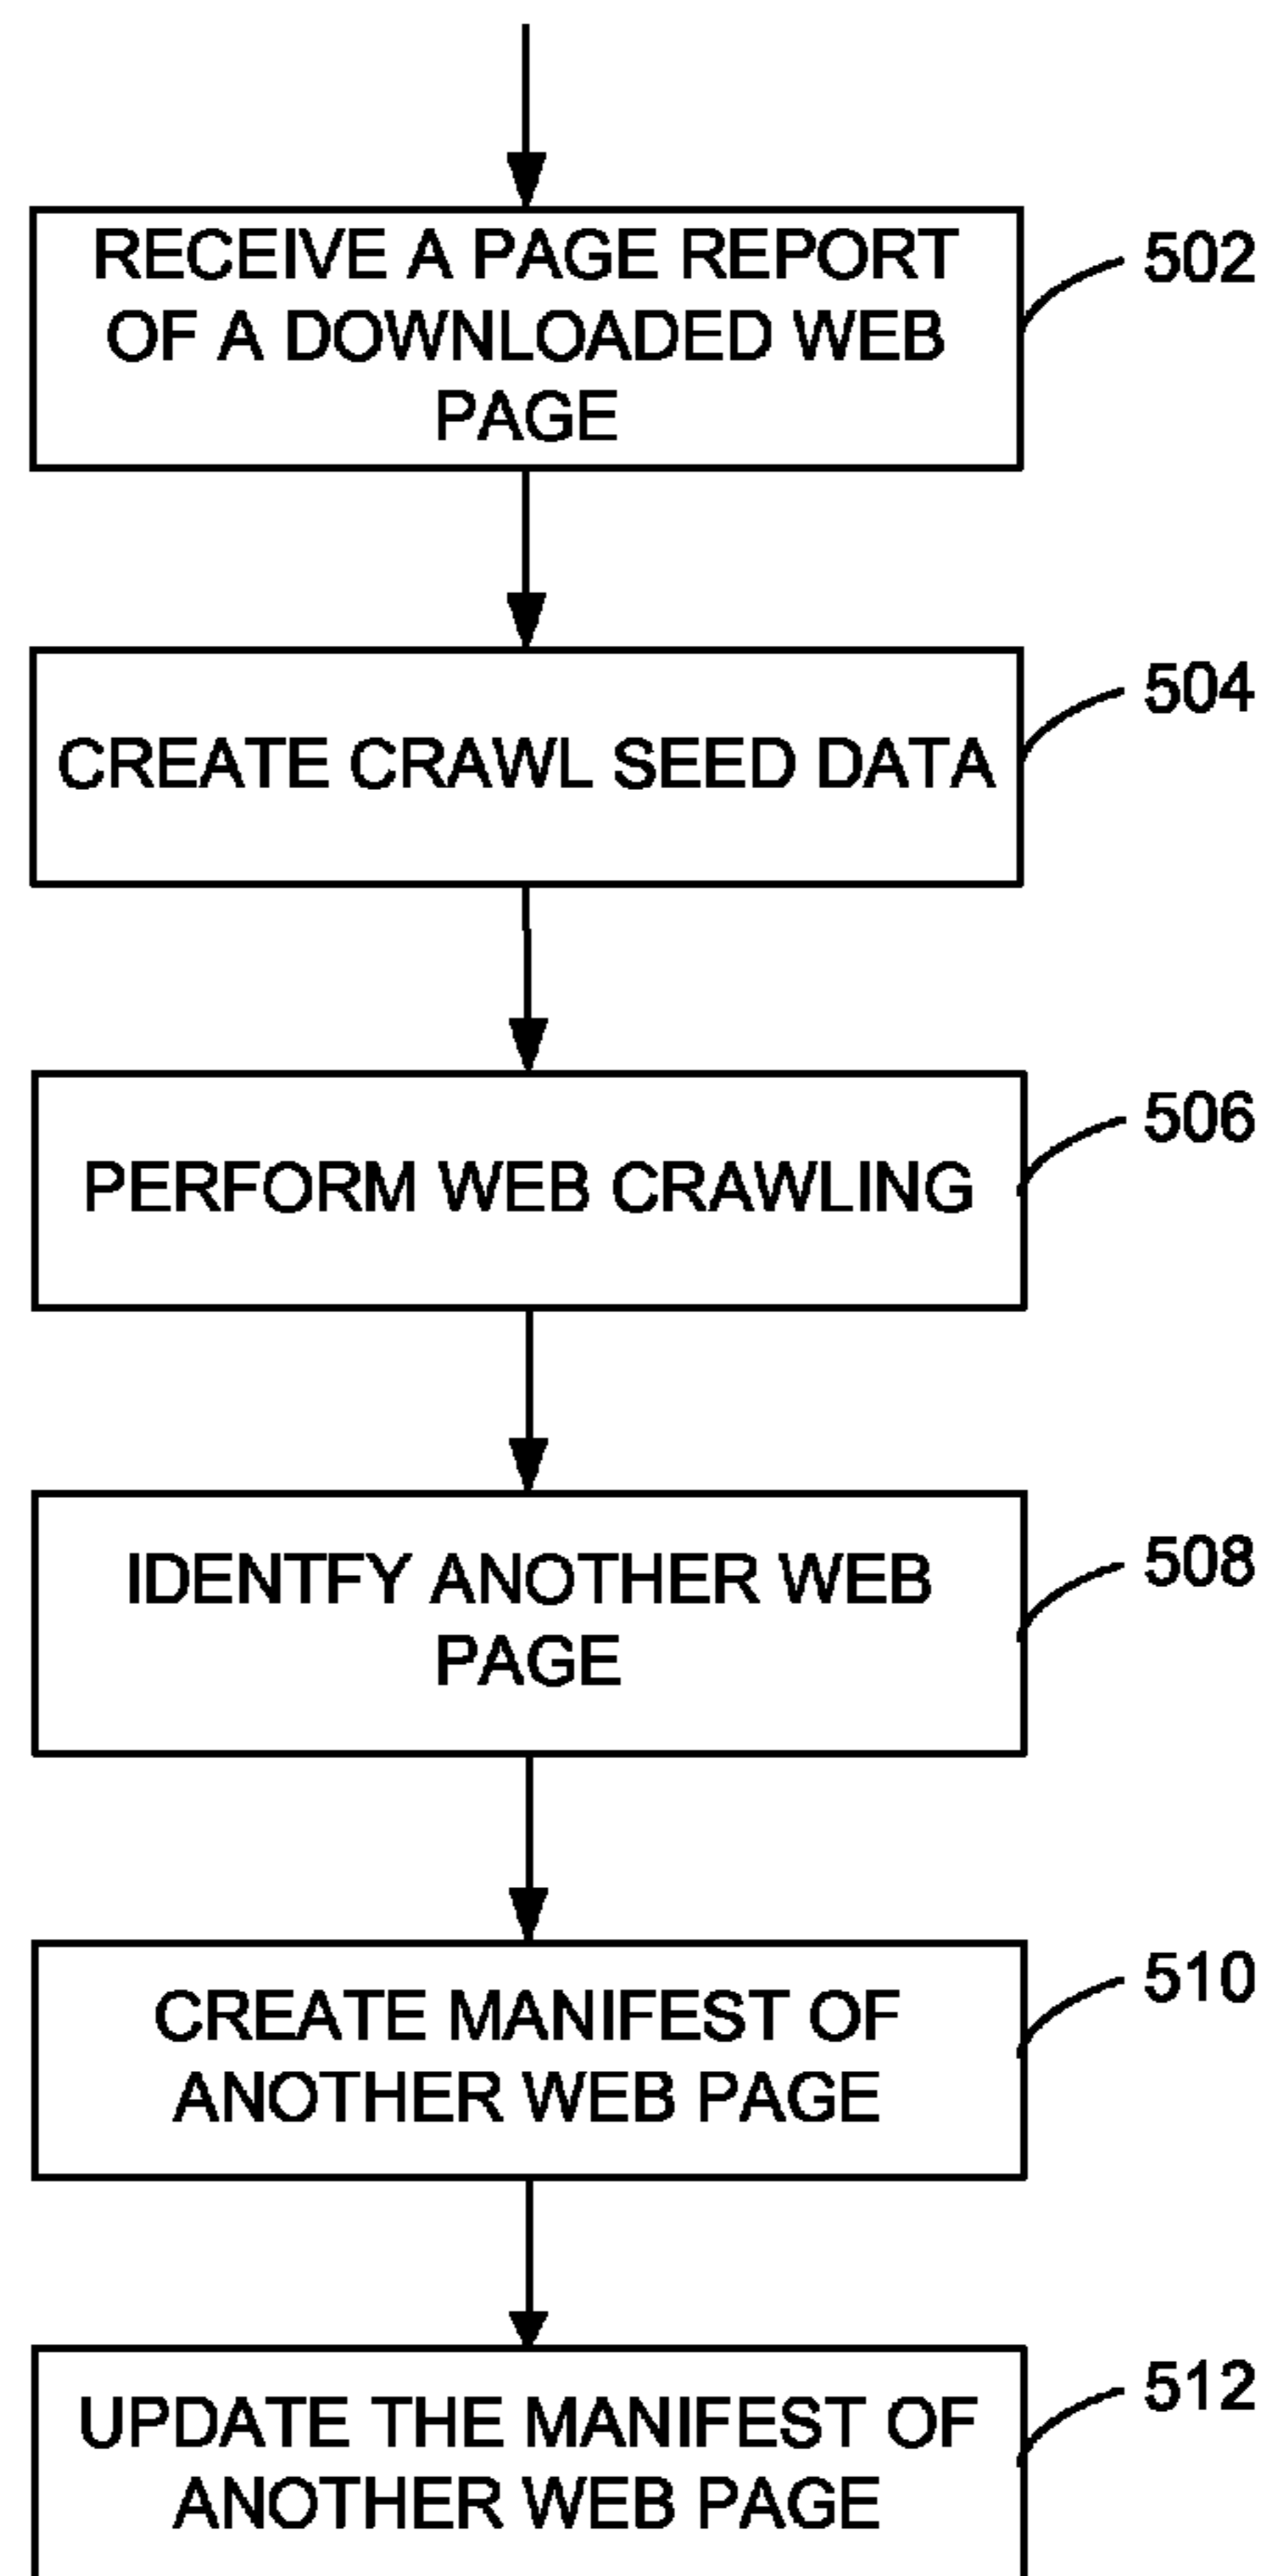 RECEIVE A PAGE REPORT
OF A DOWNLOADED WEB
PAGE
502
CREATE CRAWL SEED DATA
504
PERFORM WEB CRAWLING
506
IDENTFY ANOTHER WEB
PAGE
508
CREATE MANIFEST OF
ANOTHER WEB PAGE
510
UPDATE THE MANIFEST OF
ANOTHER WEB PAGE
512